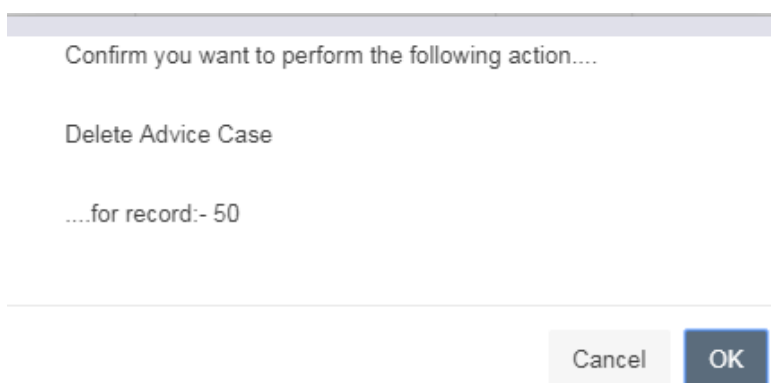 Confirm you want to perform the following action....
Delete Advice Case
....for record:- 50
Cancel OK